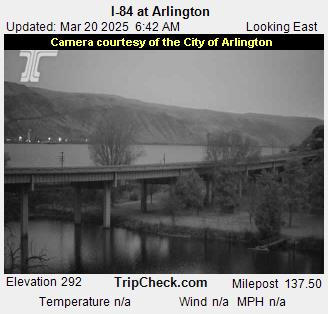 I-84 at Arlington
Updated: Mar 20 2025 6:42 AM Looking East
Camera courtesy of the City of Arlington
Elevation 292 TripCheck.com Milepost 137.50
Temperature n/a Wind n/a MPH n/a